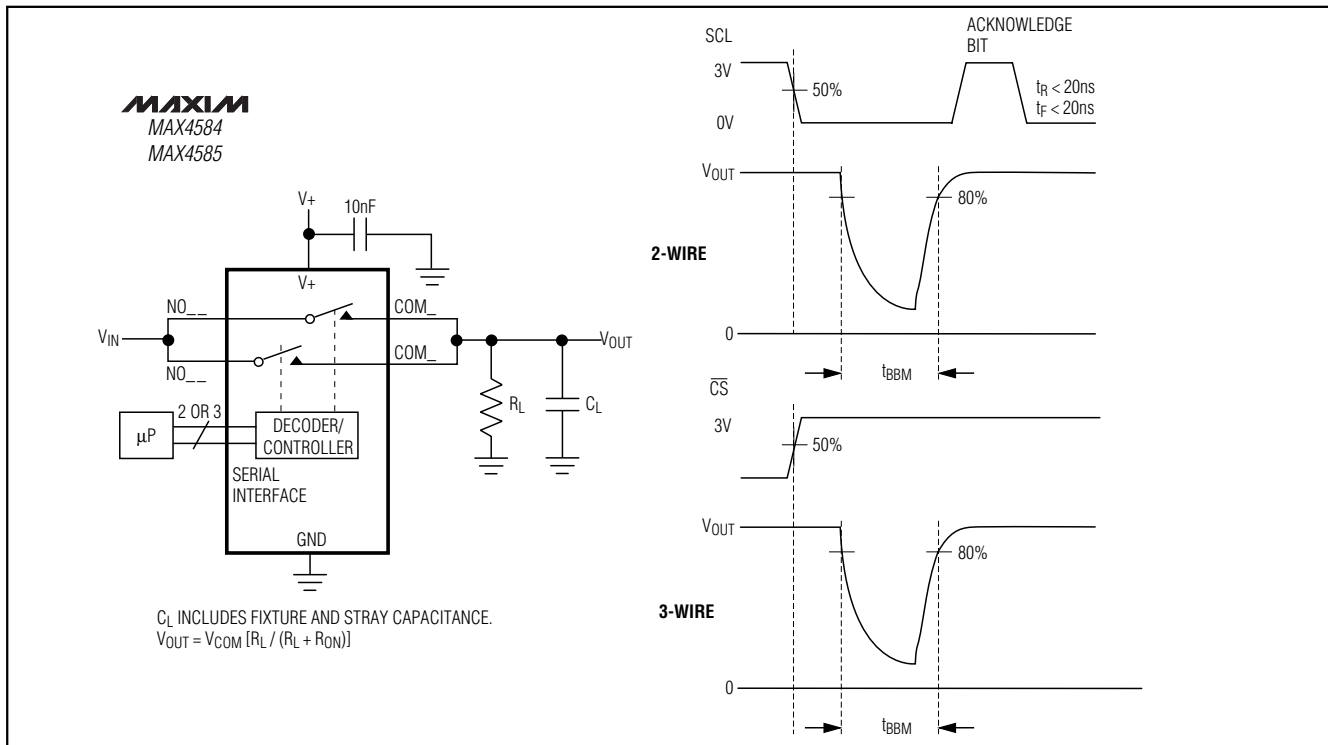 MAXIM
MAX4584
MAX4585
V+
10nF
V+
NO__
COM_
VIN
VOUT
NO__
COM_
RL
CL
µP
2 OR 3
DECODER/
CONTROLLER
SERIAL
INTERFACE
GND
CL INCLUDES FIXTURE AND STRAY CAPACITANCE.
VOUT = VCOM [RL / (RL + RON)]
SCL
ACKNOWLEDGE
BIT
3V
50%
tR < 20ns
tF < 20ns
0V
VOUT
80%
2-WIRE
0
tBBM
CS
3V
50%
VOUT
80%
3-WIRE
0
tBBM